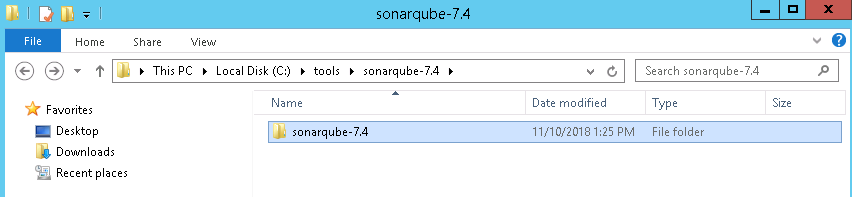 sonarqube-7.4
File Home Share View
This PC Local Disk (C:) tools sonarqube-7.4 Search sonarqube-7.4
Name Date modified Type Size
Favorites
sonarqube-7.4 11/10/2018 1:25 PM File folder
Desktop
Downloads
Recent places